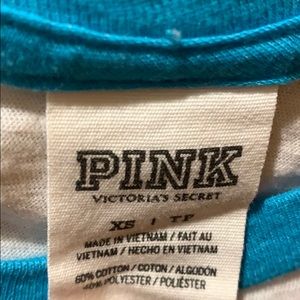 PINK
VICTORIA'S SECRET
XS | TP
MADE IN VIETNAM / FAIT AU
VIETNAM / HECHO EN VIETNAM
60% COTTON / COTON / ALGODÓN
40% POLYESTER / POLIÉSTER